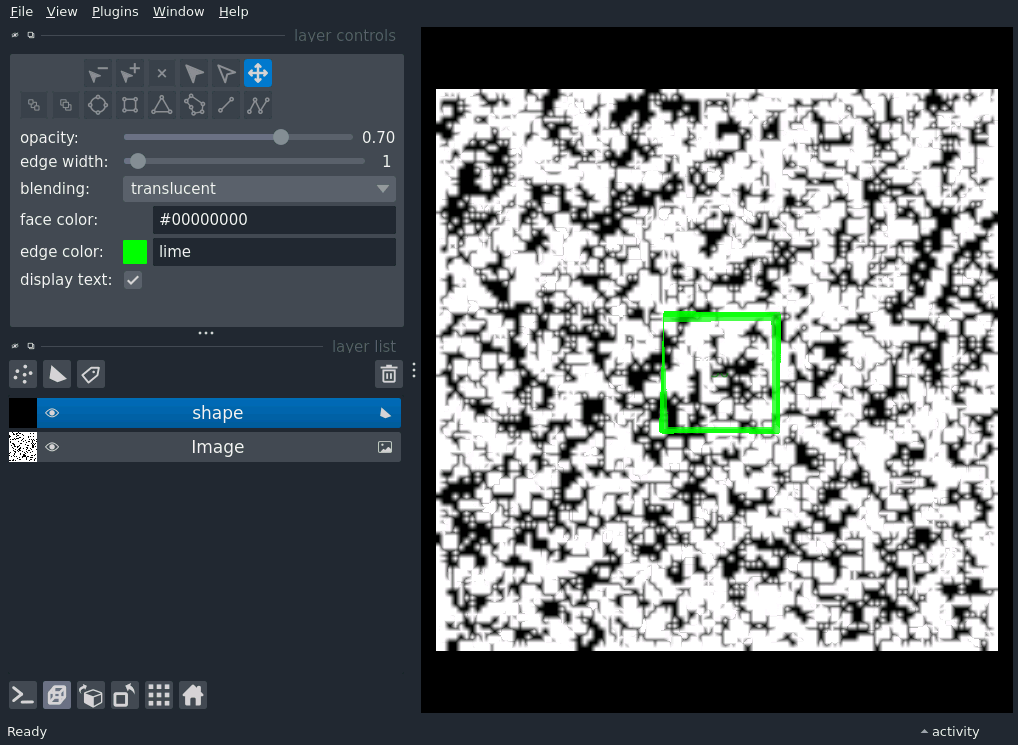 File View Plugins Window Help
layer controls
opacity: 0.70
edge width: 1
blending: translucent
face color: #00000000
edge color: lime
display text:
layer list
shape
Image
Ready activity